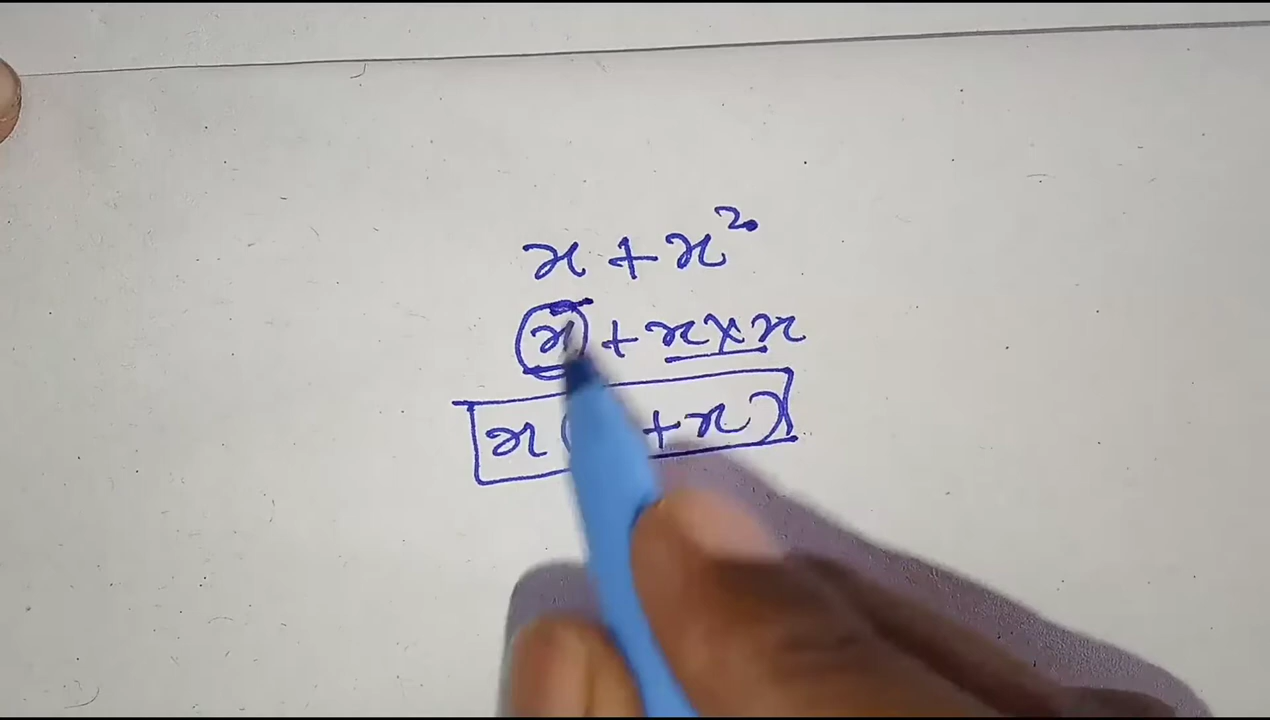 x + x²
x + x × x
x ( + x )